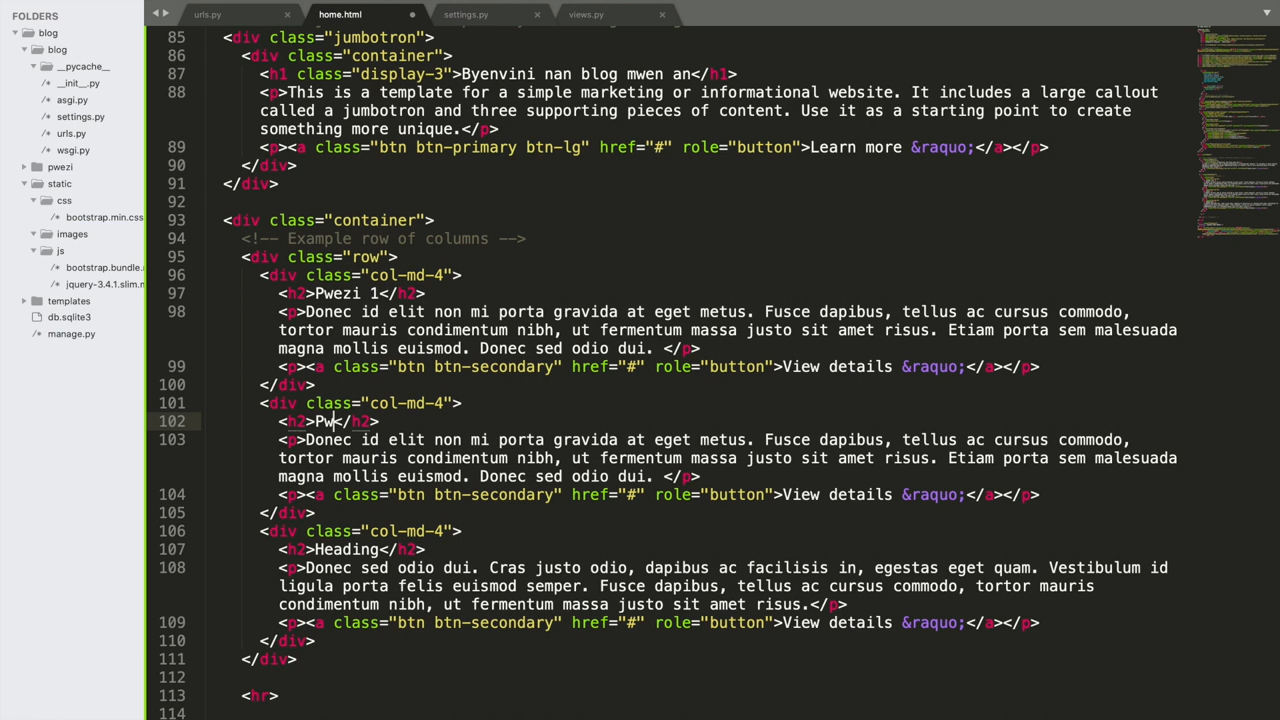 FOLDERS
blog
blog
__pycache__
/* __init__.py
/* asgi.py
/* settings.py
/* urls.py
/* wsgi.py
pwezi
static
css
/* bootstrap.min.css
images
js
/* bootstrap.bundle.
/* jquery-3.4.1.slim.m
templates
db.sqlite3
/* manage.py
urls.py ×
home.html
settings.py ×
views.py ×
85 <div class="jumbotron">
86 <div class="container">
87 <h1 class="display-3">Byenvini nan blog mwen an</h1>
88 <p>This is a template for a simple marketing or informational website. It includes a large callout
called a jumbotron and three supporting pieces of content. Use it as a starting point to create
something more unique.</p>
89 <p><a class="btn btn-primary btn-lg" href="#" role="button">Learn more &raquo;</a></p>
90 </div>
91 </div>
92
93 <div class="container">
94 <!-- Example row of columns -->
95 <div class="row">
96 <div class="col-md-4">
97 <h2>Pwezi 1</h2>
98 <p>Donec id elit non mi porta gravida at eget metus. Fusce dapibus, tellus ac cursus commodo,
tortor mauris condimentum nibh, ut fermentum massa justo sit amet risus. Etiam porta sem malesuada
magna mollis euismod. Donec sed odio dui. </p>
99 <p><a class="btn btn-secondary" href="#" role="button">View details &raquo;</a></p>
100 </div>
101 <div class="col-md-4">
102 <h2>Pw</h2>
103 <p>Donec id elit non mi porta gravida at eget metus. Fusce dapibus, tellus ac cursus commodo,
tortor mauris condimentum nibh, ut fermentum massa justo sit amet risus. Etiam porta sem malesuada
magna mollis euismod. Donec sed odio dui. </p>
104 <p><a class="btn btn-secondary" href="#" role="button">View details &raquo;</a></p>
105 </div>
106 <div class="col-md-4">
107 <h2>Heading</h2>
108 <p>Donec sed odio dui. Cras justo odio, dapibus ac facilisis in, egestas eget quam. Vestibulum id
ligula porta felis euismod semper. Fusce dapibus, tellus ac cursus commodo, tortor mauris
condimentum nibh, ut fermentum massa justo sit amet risus.</p>
109 <p><a class="btn btn-secondary" href="#" role="button">View details &raquo;</a></p>
110 </div>
111 </div>
112
113 <hr>
114